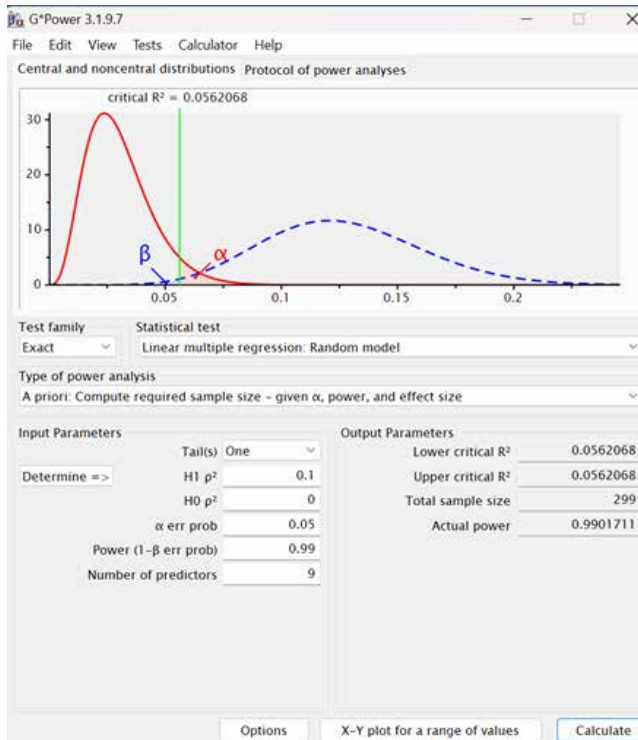 βα G*Power 3.1.9.7
File Edit View Tests Calculator Help
Central and noncentral distributions Protocol of power analyses
critical R² = 0.0562068
30
20
10
0
β
α
0.05 0.1 0.15 0.2
Test family Statistical test
Exact Linear multiple regression: Random model
Type of power analysis
A priori: Compute required sample size – given α, power, and effect size
Input Parameters Output Parameters
Tail(s) One Lower critical R² 0.0562068
Determine => H1 ρ² 0.1 Upper critical R² 0.0562068
H0 ρ² 0 Total sample size 299
α err prob 0.05 Actual power 0.9901711
Power (1-β err prob) 0.99
Number of predictors 9
Options X-Y plot for a range of values Calculate